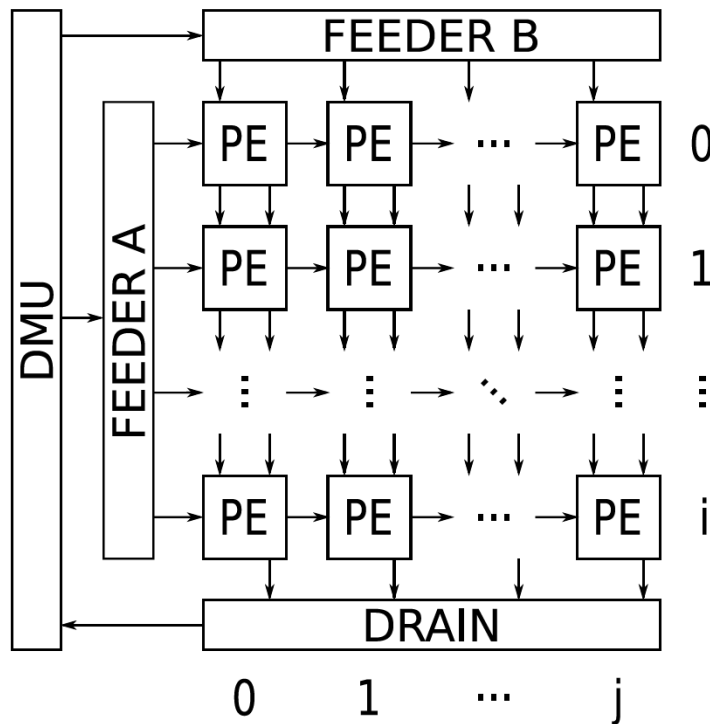 FEEDER B
DMU
FEEDER A
PE PE ... PE 0
PE PE ... PE 1
⋮ ⋮ ⋱ ⋮ ⋮
PE PE ... PE i
DRAIN
0 1 ... j